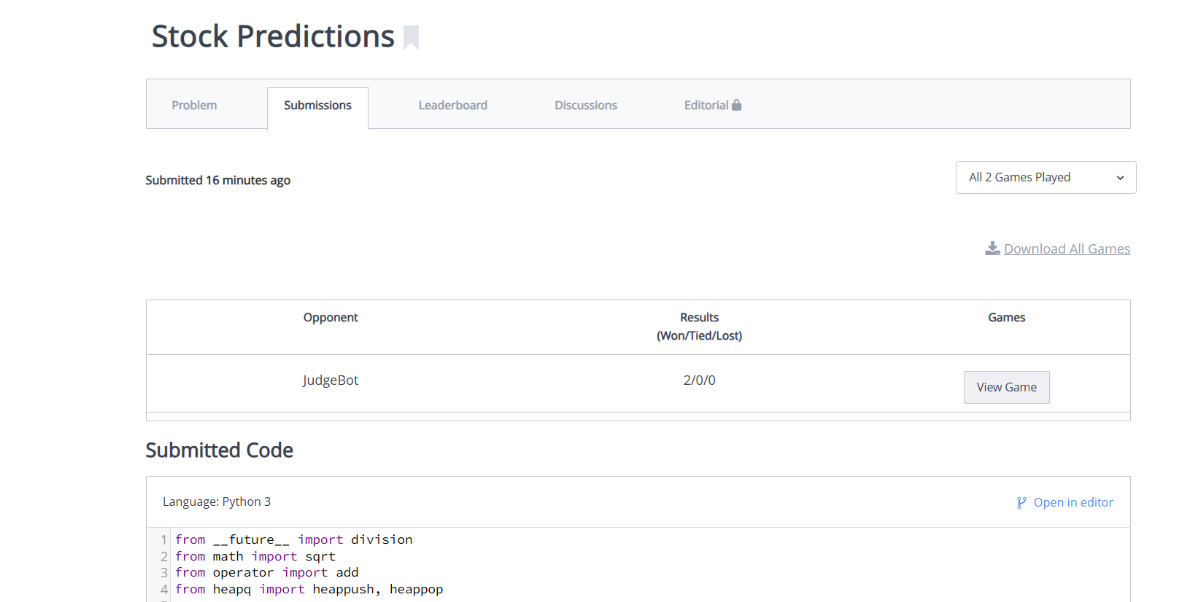 Stock Predictions
Problem
Submissions
Leaderboard
Discussions
Editorial
Submitted 16 minutes ago
All 2 Games Played
Download All Games
Opponent
Results
(Won/Tied/Lost)
Games
JudgeBot
2/0/0
View Game
Submitted Code
Language: Python 3
Open in editor
1 from __future__ import division
2 from math import sqrt
3 from operator import add
4 from heapq import heappush, heappop